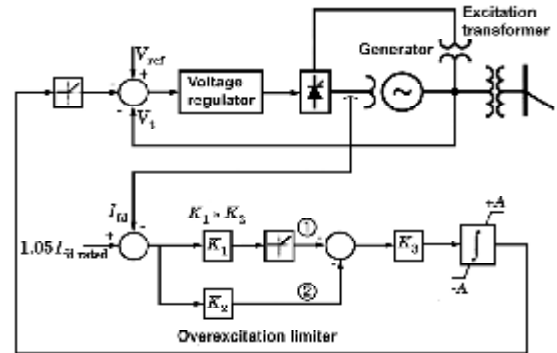 Excitation
transformer
Generator
V_ref
+
-
Voltage
regulator
-
V_1
~
I_fd
-
K_1 » K_2
+
1.05 I_fd rated
K_1
①
-
-
K_3
∫
+A
-A
K_2
②
Overexcitation limiter